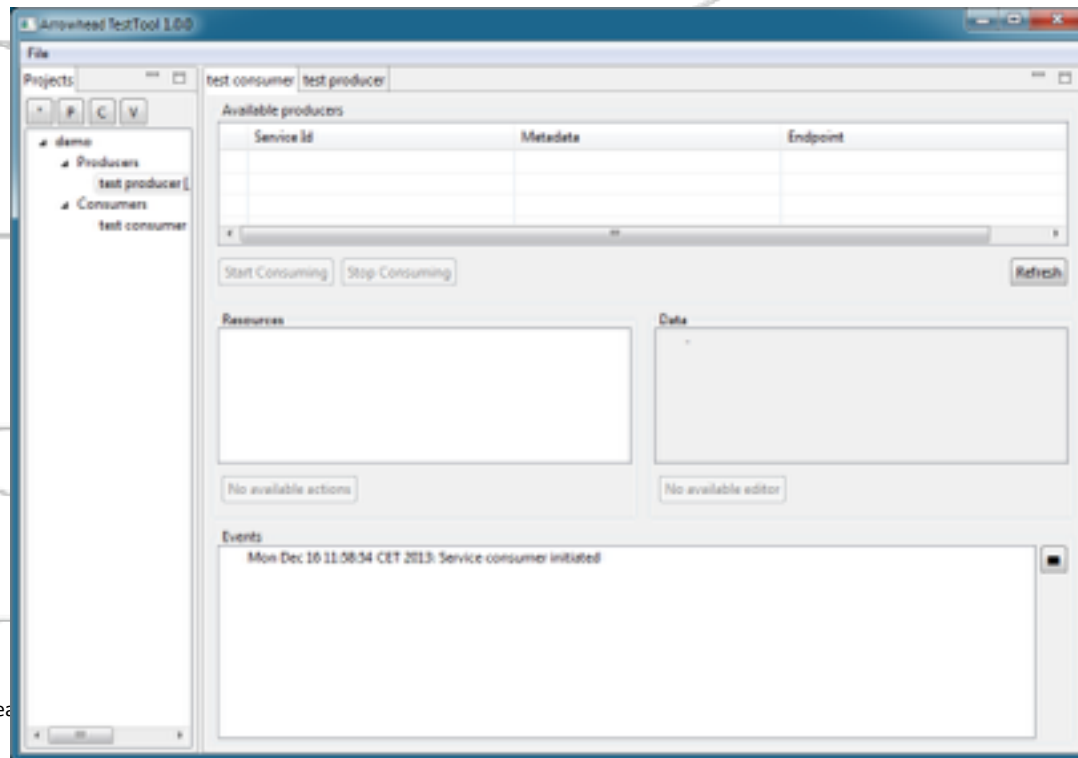 Arrowhead TestTool 1.0.0
File
Projects
test consumer test producer
* P C V
Available producers
demo
Service Id Metadata Endpoint
Producers
test producer [
Consumers
test consumer
Start Consuming Stop Consuming Refresh
Resources Data
No available actions No available editor
Events
Mon Dec 16 11:58:54 CET 2013: Service consumer initiated